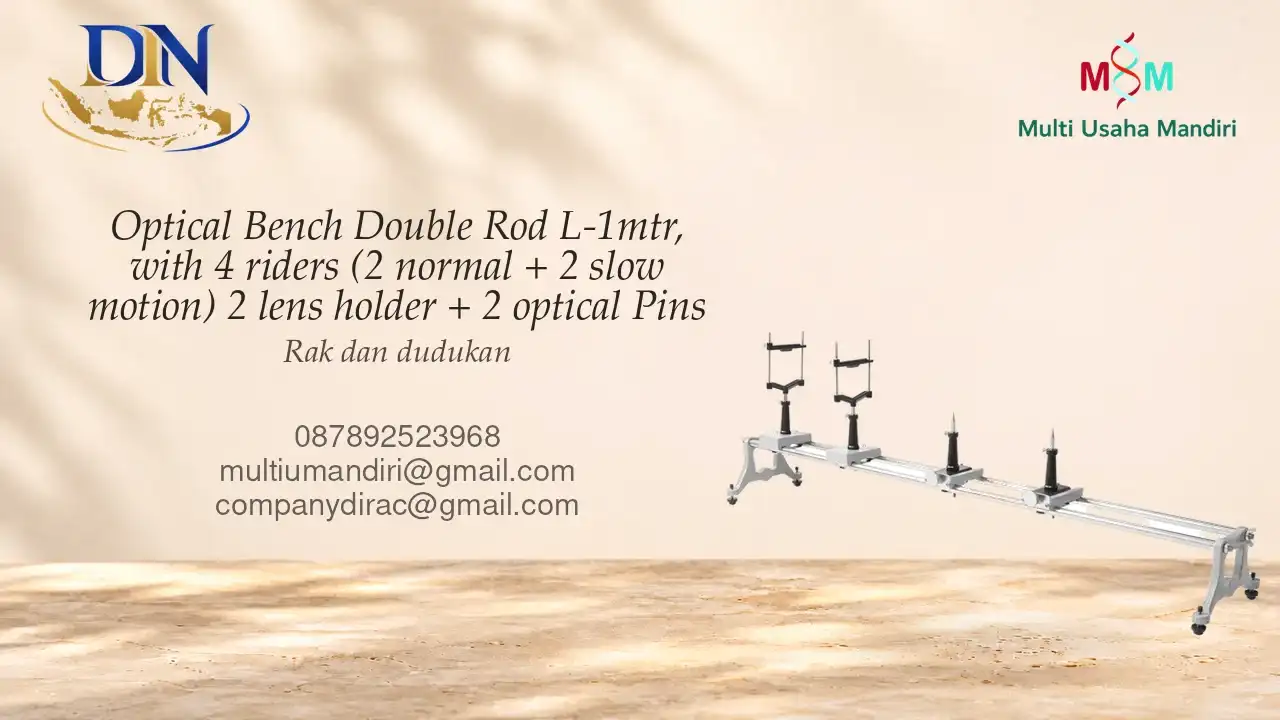 DIN
M M
Multi Usaha Mandiri
Optical Bench Double Rod L-1mtr,
with 4 riders (2 normal + 2 slow
motion) 2 lens holder + 2 optical Pins
Rak dan dudukan
087892523968
multiumandiri@gmail.com
companydirac@gmail.com